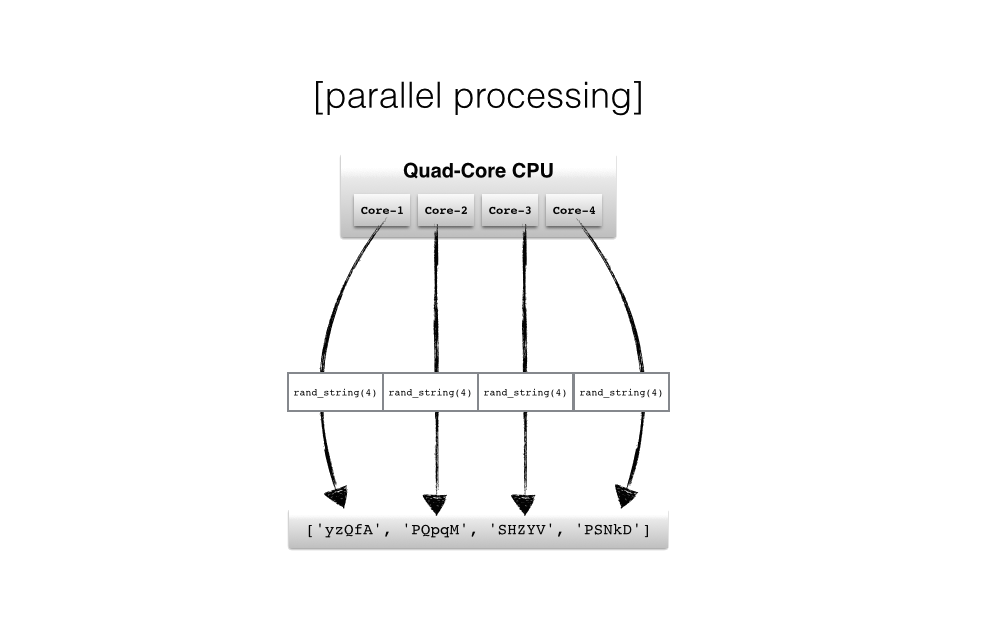 [parallel processing]
Quad-Core CPU
Core-1 Core-2 Core-3 Core-4
rand_string(4) rand_string(4) rand_string(4) rand_string(4)
['yzQfA', 'PQpqM', 'SHZYV', 'PSNkD']